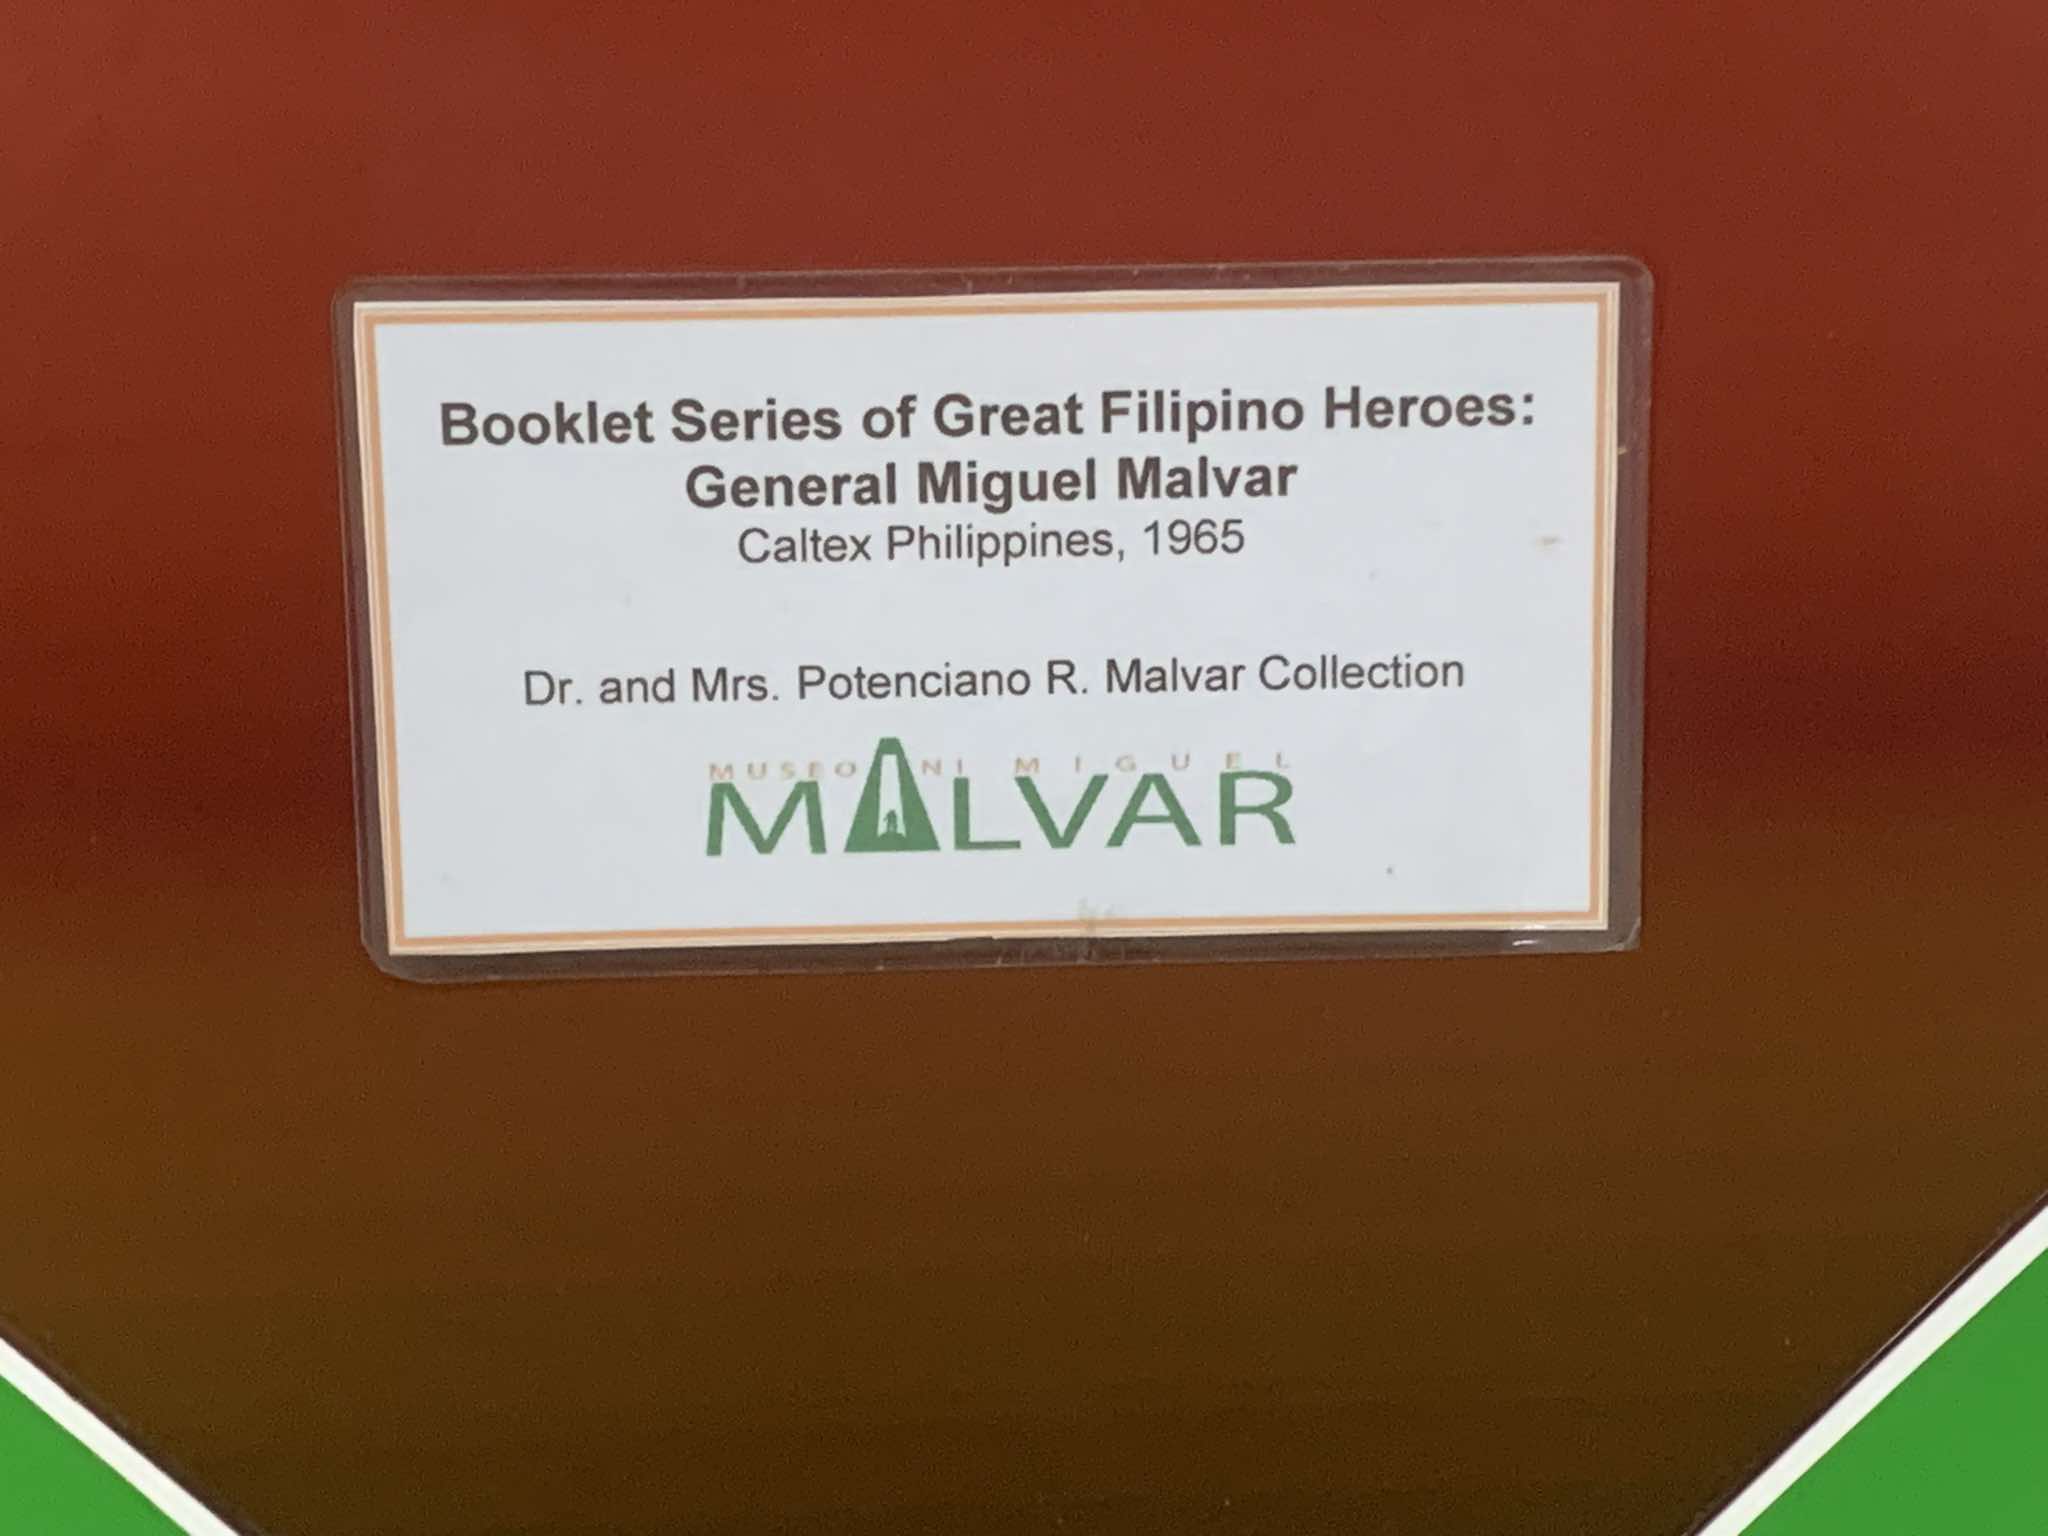 Booklet Series of Great Filipino Heroes:
General Miguel Malvar
Caltex Philippines, 1965
Dr. and Mrs. Potenciano R. Malvar Collection
MUSEO NI MIGUEL
MALVAR